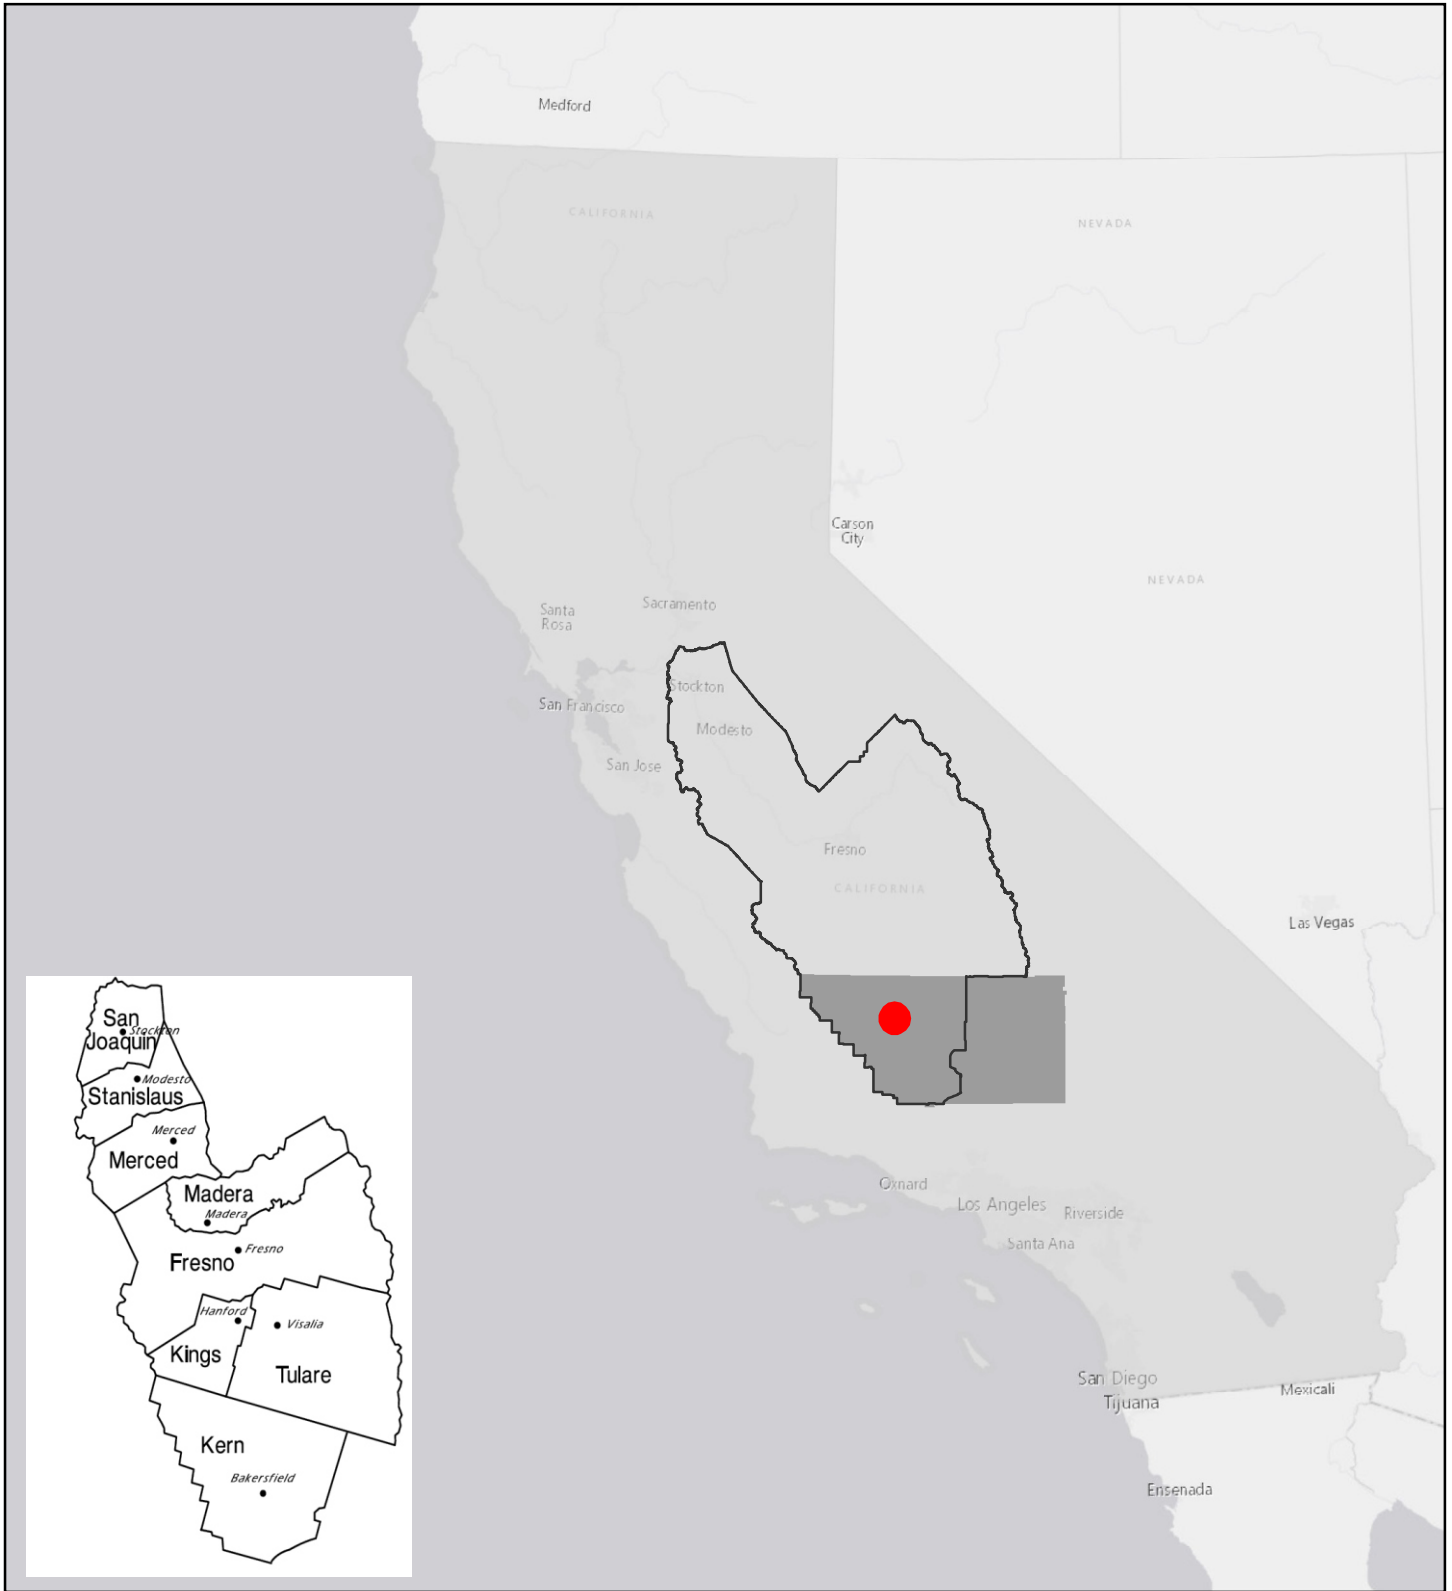 Medford
CALIFORNIA
NEVADA
Carson
City
NEVADA
Santa
Rosa
Sacramento
Stockton
San Francisco
Modesto
San Jose
Fresno
CALIFORNIA
Las Vegas
Oxnard
Los Angeles
Riverside
Santa Ana
San Diego
Tijuana
Mexicali
Ensenada
San
Joaquin
Stockton
Modesto
Stanislaus
Merced
Merced
Madera
Madera
Fresno
Fresno
Hanford
Visalia
Kings
Tulare
Kern
Bakersfield